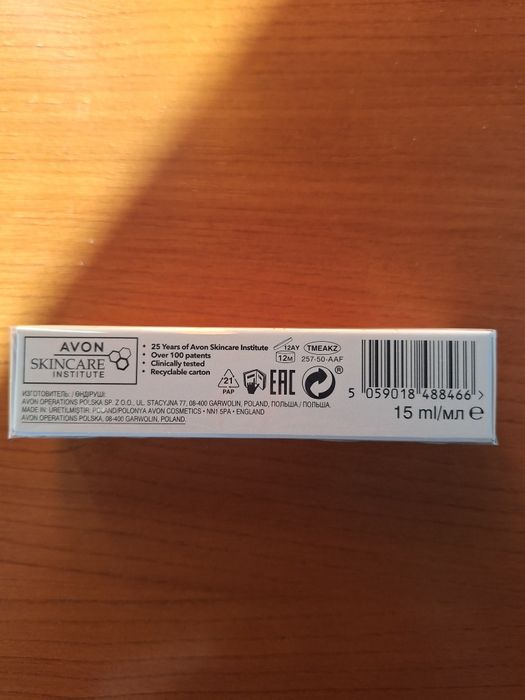 AVON
SKINCARE
INSTITUTE
• 25 Years of Avon Skincare Institute
• Over 100 patents
• Clinically tested
• Recyclable carton
12AY
12M
TMEAKZ
257-50-AAF
21
PAP
EAC
®
5 059018 488466 >
15 ml/мл e
ИЗГОТОВИТЕЛЬ: / ӨНДІРУШІ:
AVON OPERATIONS POLSKA SP. Z O.O., UL. STACYJNA 77, 08-400 GARWOLIN, POLAND, ПОЛЬША / ПОЛЬША.
MADE IN: ÜRETİLMİŞTİR: POLAND/POLONYA AVON COSMETICS • NN1 5PA • ENGLAND
AVON OPERATIONS POLSKA, 08-400 GARWOLIN, POLAND.